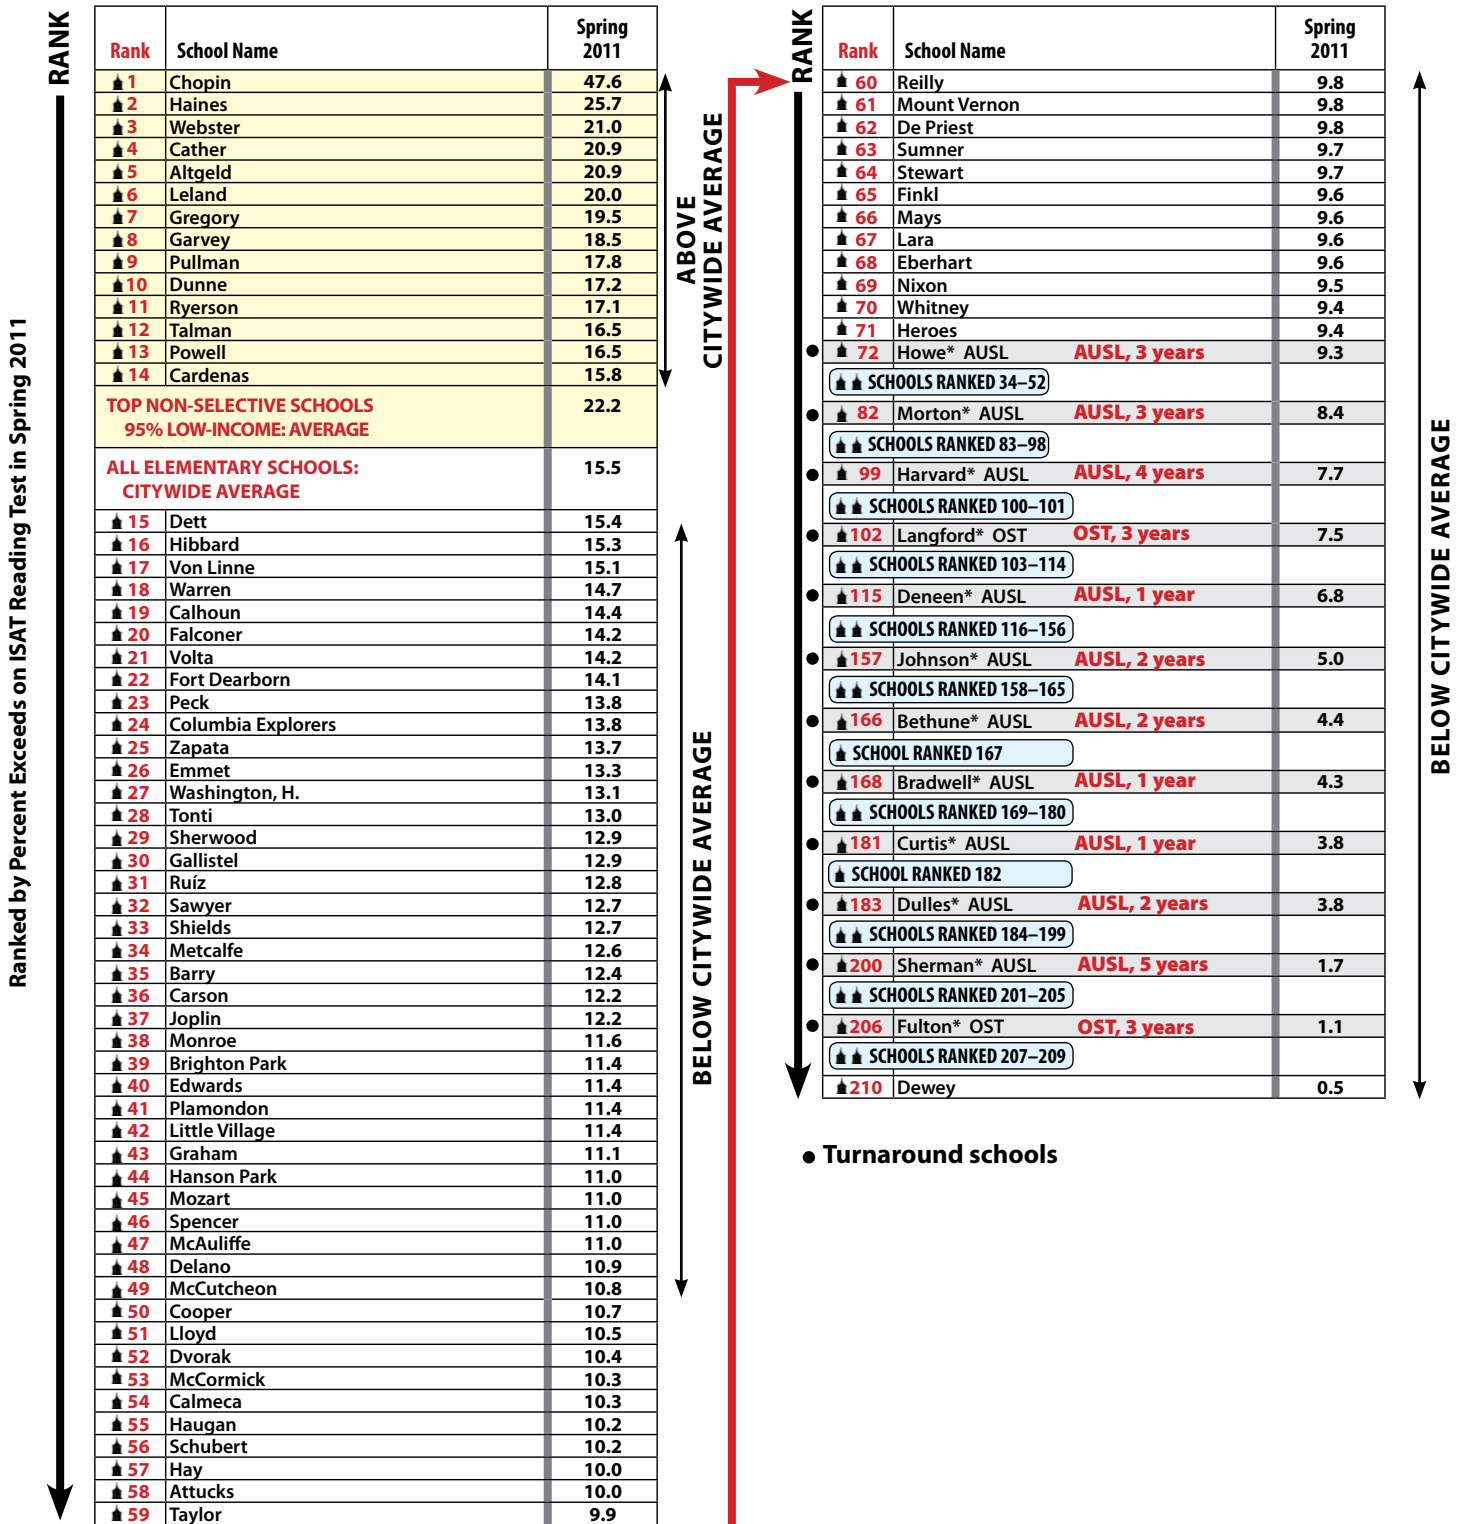 Ranked by Percent Exceeds on ISAT Reading Test in Spring 2011
RANK
Rank School Name Spring 2011
1 Chopin 47.6
2 Haines 25.7
3 Webster 21.0
4 Cather 20.9
5 Altgeld 20.9
6 Leland 20.0
7 Gregory 19.5
8 Garvey 18.5
9 Pullman 17.8
10 Dunne 17.2
11 Ryerson 17.1
12 Talman 16.5
13 Powell 16.5
14 Cardenas 15.8
ABOVE
CITYWIDE AVERAGE
TOP NON-SELECTIVE SCHOOLS 22.2
95% LOW-INCOME: AVERAGE
ALL ELEMENTARY SCHOOLS: 15.5
CITYWIDE AVERAGE
15 Dett 15.4
16 Hibbard 15.3
17 Von Linne 15.1
18 Warren 14.7
19 Calhoun 14.4
20 Falconer 14.2
21 Volta 14.2
22 Fort Dearborn 14.1
23 Peck 13.8
24 Columbia Explorers 13.8
25 Zapata 13.7
26 Emmet 13.3
27 Washington, H. 13.1
28 Tonti 13.0
29 Sherwood 12.9
30 Gallistel 12.9
31 Ruíz 12.8
32 Sawyer 12.7
33 Shields 12.7
34 Metcalfe 12.6
35 Barry 12.4
36 Carson 12.2
37 Joplin 12.2
38 Monroe 11.6
39 Brighton Park 11.4
40 Edwards 11.4
41 Plamondon 11.4
42 Little Village 11.4
43 Graham 11.1
44 Hanson Park 11.0
45 Mozart 11.0
46 Spencer 11.0
47 McAuliffe 11.0
48 Delano 10.9
49 McCutcheon 10.8
50 Cooper 10.7
51 Lloyd 10.5
52 Dvorak 10.4
53 McCormick 10.3
54 Calmeca 10.3
55 Haugan 10.2
56 Schubert 10.2
57 Hay 10.0
58 Attucks 10.0
59 Taylor 9.9
BELOW CITYWIDE AVERAGE
RANK
Rank School Name Spring 2011
60 Reilly 9.8
61 Mount Vernon 9.8
62 De Priest 9.8
63 Sumner 9.7
64 Stewart 9.7
65 Finkl 9.6
66 Mays 9.6
67 Lara 9.6
68 Eberhart 9.6
69 Nixon 9.5
70 Whitney 9.4
71 Heroes 9.4
72 Howe* AUSL AUSL, 3 years 9.3
SCHOOLS RANKED 34–52
82 Morton* AUSL AUSL, 3 years 8.4
SCHOOLS RANKED 83–98
99 Harvard* AUSL AUSL, 4 years 7.7
SCHOOLS RANKED 100–101
102 Langford* OST OST, 3 years 7.5
SCHOOLS RANKED 103–114
115 Deneen* AUSL AUSL, 1 year 6.8
SCHOOLS RANKED 116–156
157 Johnson* AUSL AUSL, 2 years 5.0
SCHOOLS RANKED 158–165
166 Bethune* AUSL AUSL, 2 years 4.4
SCHOOL RANKED 167
168 Bradwell* AUSL AUSL, 1 year 4.3
SCHOOLS RANKED 169–180
181 Curtis* AUSL AUSL, 1 year 3.8
SCHOOL RANKED 182
183 Dulles* AUSL AUSL, 2 years 3.8
SCHOOLS RANKED 184–199
200 Sherman* AUSL AUSL, 5 years 1.7
SCHOOLS RANKED 201–205
206 Fulton* OST OST, 3 years 1.1
SCHOOLS RANKED 207–209
210 Dewey 0.5
BELOW CITYWIDE AVERAGE
● Turnaround schools